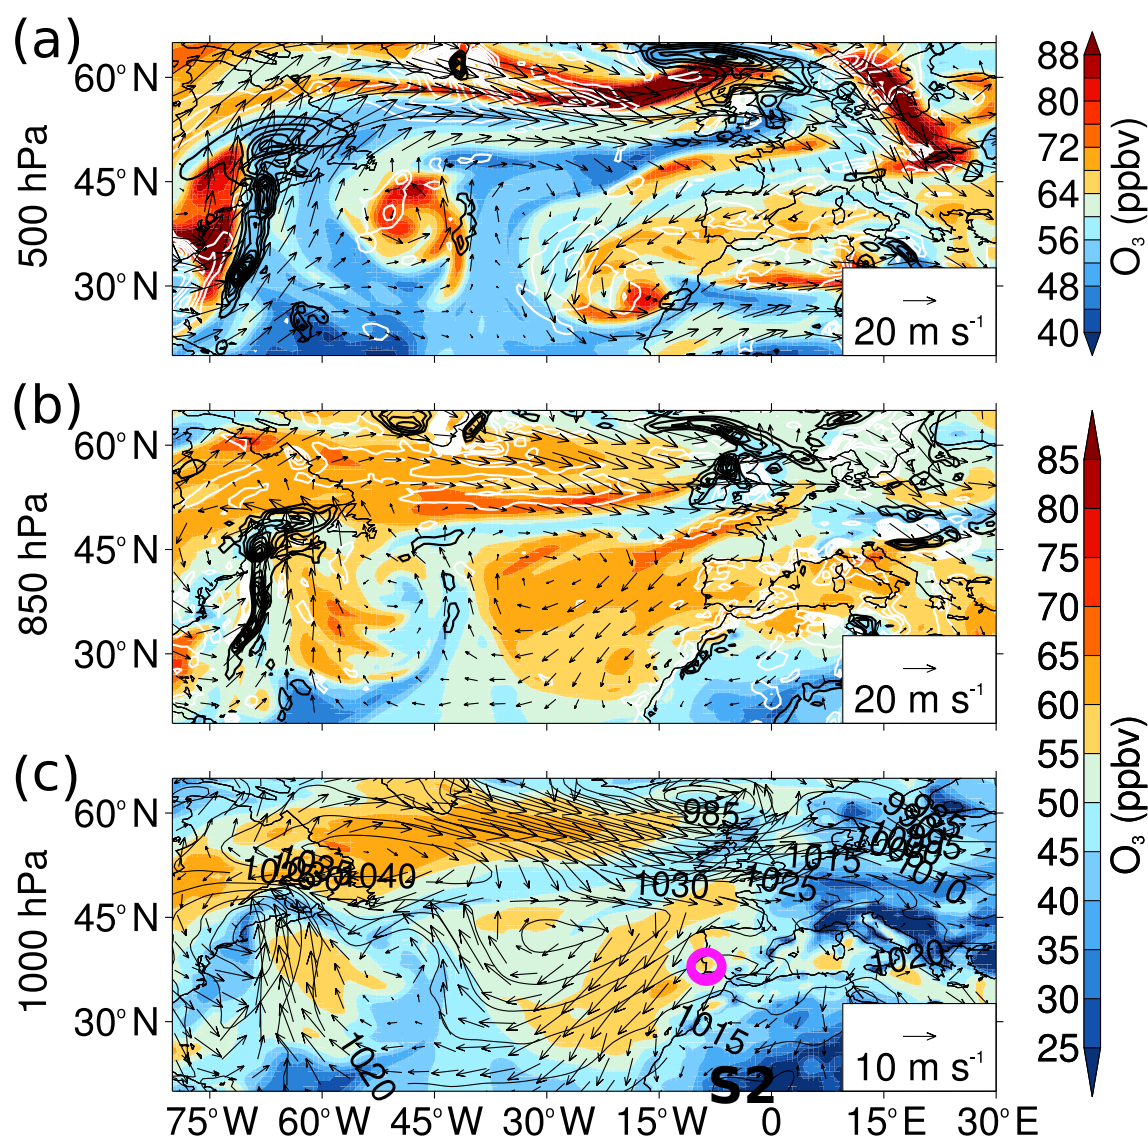 (a)
500 hPa
60° N
45° N
30° N
20 m s⁻¹
88
80
72
64
56
48
40
O₃ (ppbv)
(b)
850 hPa
60° N
45° N
30° N
20 m s⁻¹
85
80
75
70
65
60
55
50
45
40
35
30
25
O₃ (ppbv)
(c)
1000 hPa
60° N
45° N
30° N
985
1015
1010
1040
1030
1025
1020
1015
1020
S2
10 m s⁻¹
75° W
60° W
45° W
30° W
15° W
0
15° E
30° E